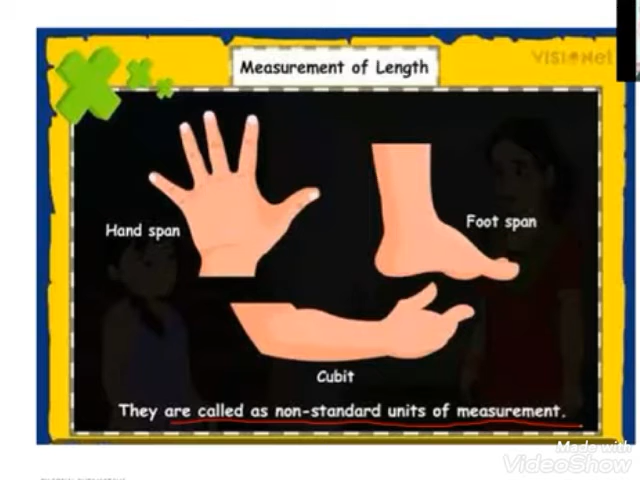 Measurement of Length
VISIONet
Hand span
Foot span
Cubit
They are called as non-standard units of measurement.
Made with
VideoShow